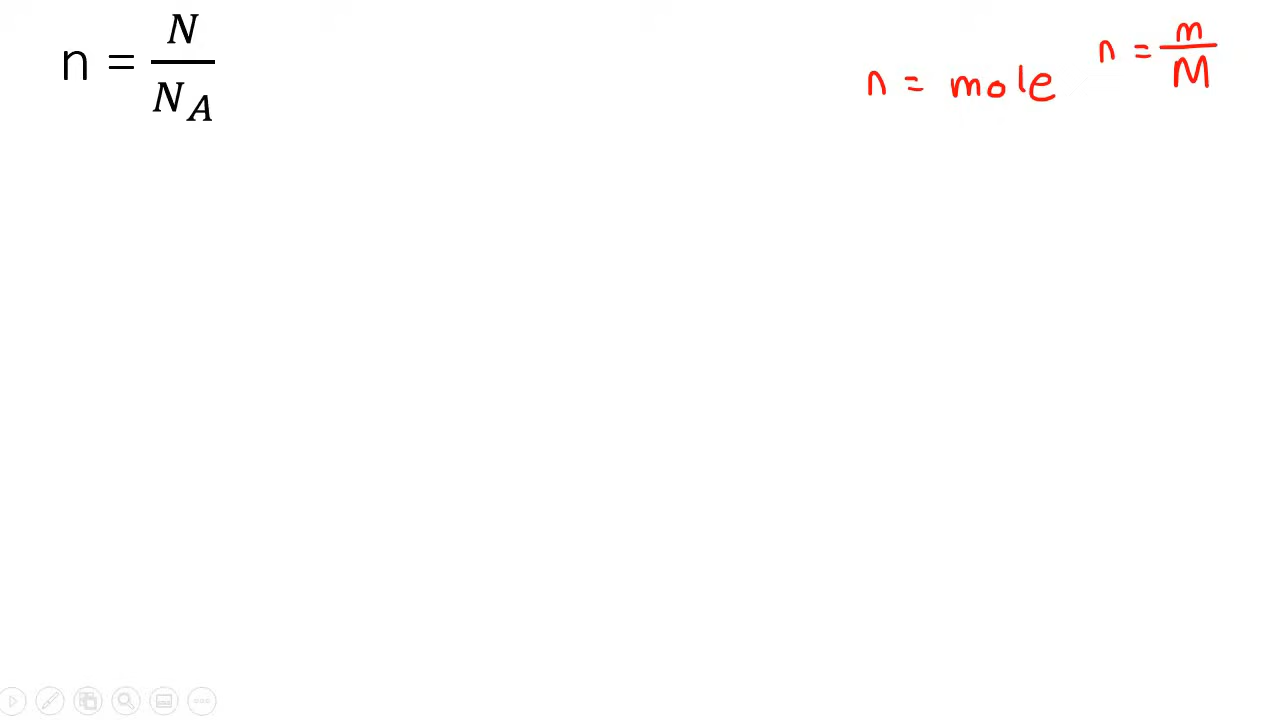 n = N / N_A
n = mole
n = m / M